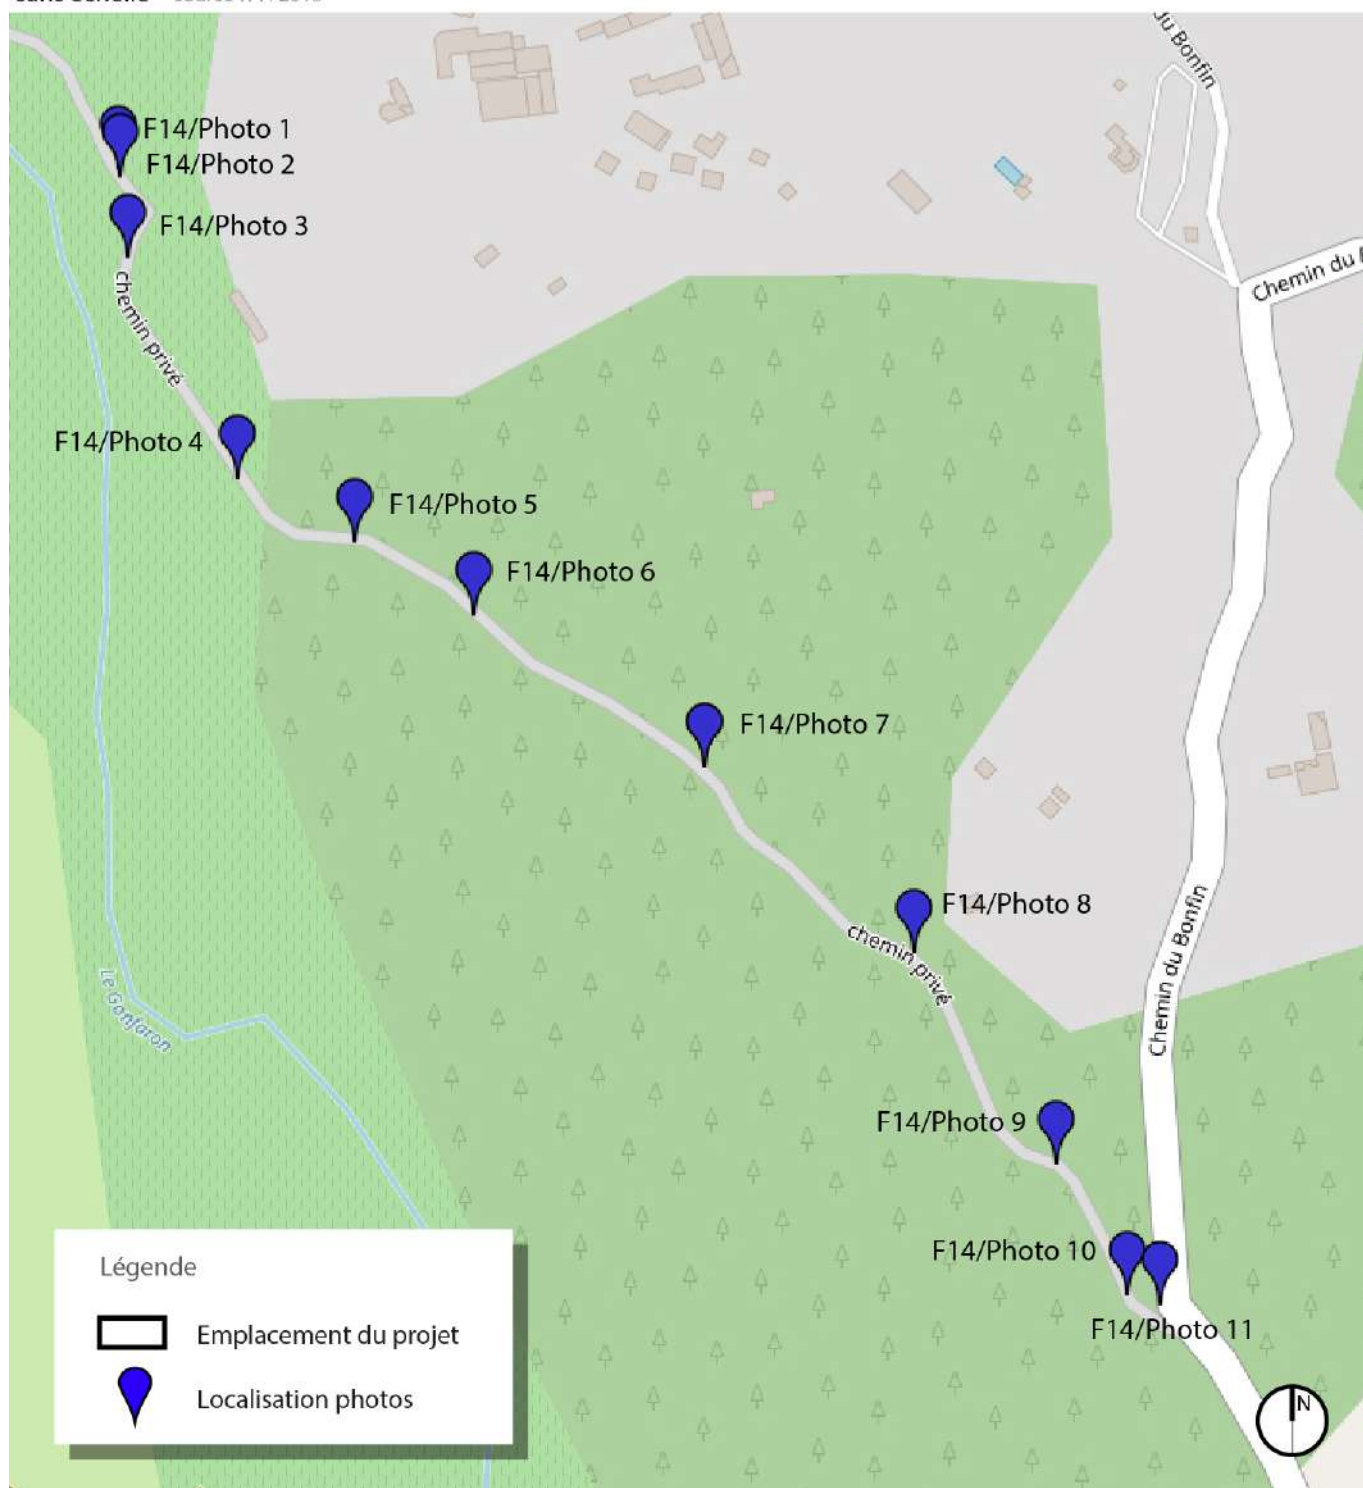 du Bonfin
F14/Photo 1
F14/Photo 2
F14/Photo 3
Chemin du
chemin privé
F14/Photo 4
F14/Photo 5
F14/Photo 6
F14/Photo 7
F14/Photo 8
chemin privé
Chemin du Bonfin
Le Gonfaron
F14/Photo 9
F14/Photo 10
F14/Photo 11
Légende
Emplacement du projet
Localisation photos
N